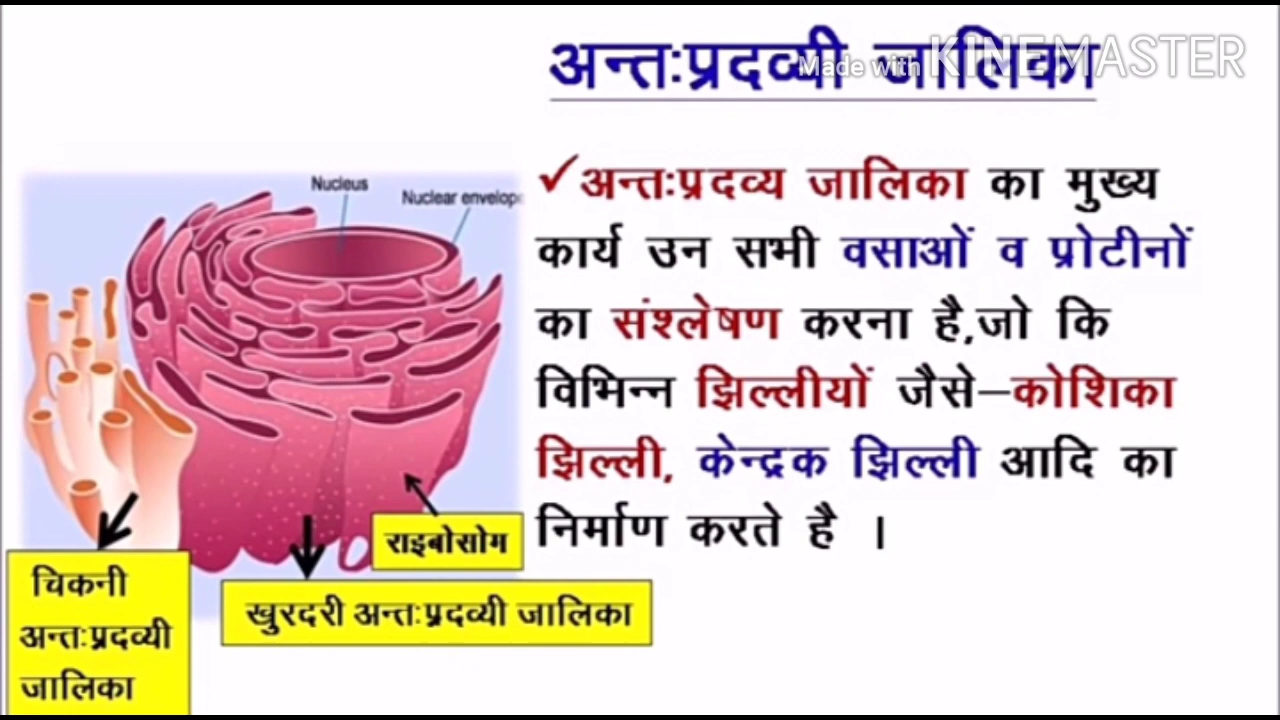 अन्तःप्रदव्यी जालिका
Made with KINEMASTER
Nucleus
Nuclear envelope
✓अन्तःप्रदव्य जालिका का मुख्य
कार्य उन सभी वसाओं व प्रोटीनों
का संश्लेषण करना है,जो कि
विभिन्न झिल्लीयों जैसे–कोशिका
झिल्ली, केन्द्रक झिल्ली आदि का
निर्माण करते है ।
राइबोसोम
खुरदरी अन्तःप्रदव्यी जालिका
चिकनी
अन्तःप्रदव्यी
जालिका